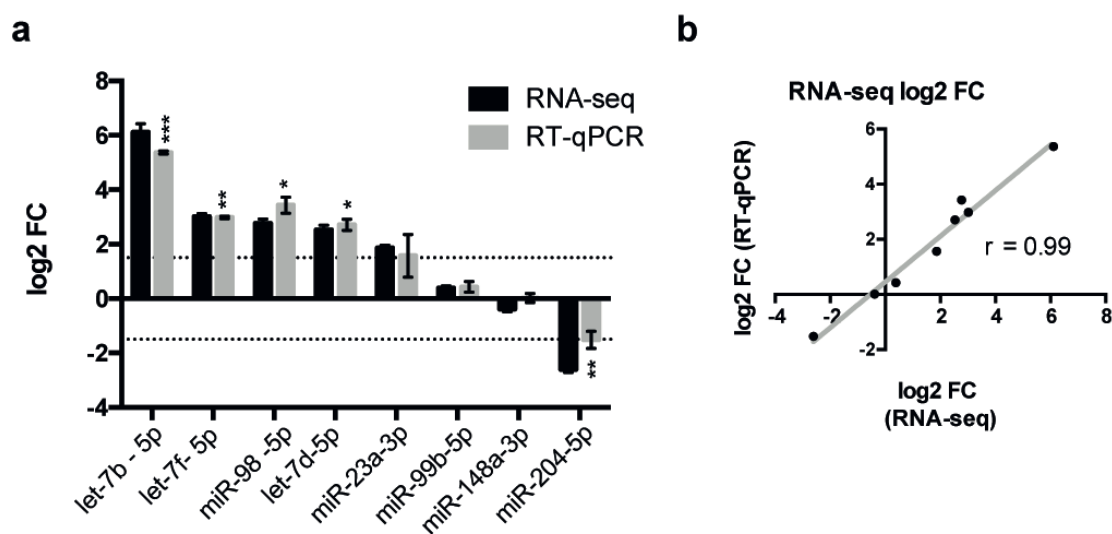 a
log2 FC
8
6
4
2
0
-2
-4
RNA-seq
RT-qPCR
***
**
*
*
**
let-7b - 5p
let-7f- 5p
miR-98 -5p
let-7d-5p
miR-23a-3p
miR-99b-5p
miR-148a-3p
miR-204-5p
b
RNA-seq log2 FC
log2 FC (RT-qPCR)
6
4
2
-2
-4
-2
2
4
6
8
r = 0.99
log2 FC
(RNA-seq)